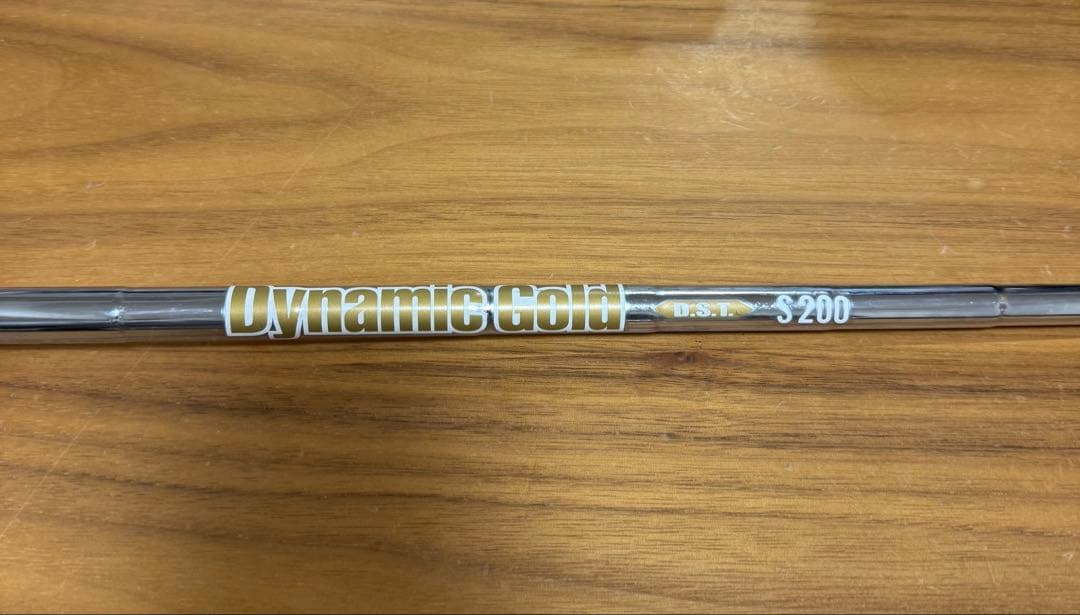 Dynamic Gold D.S.T. S200